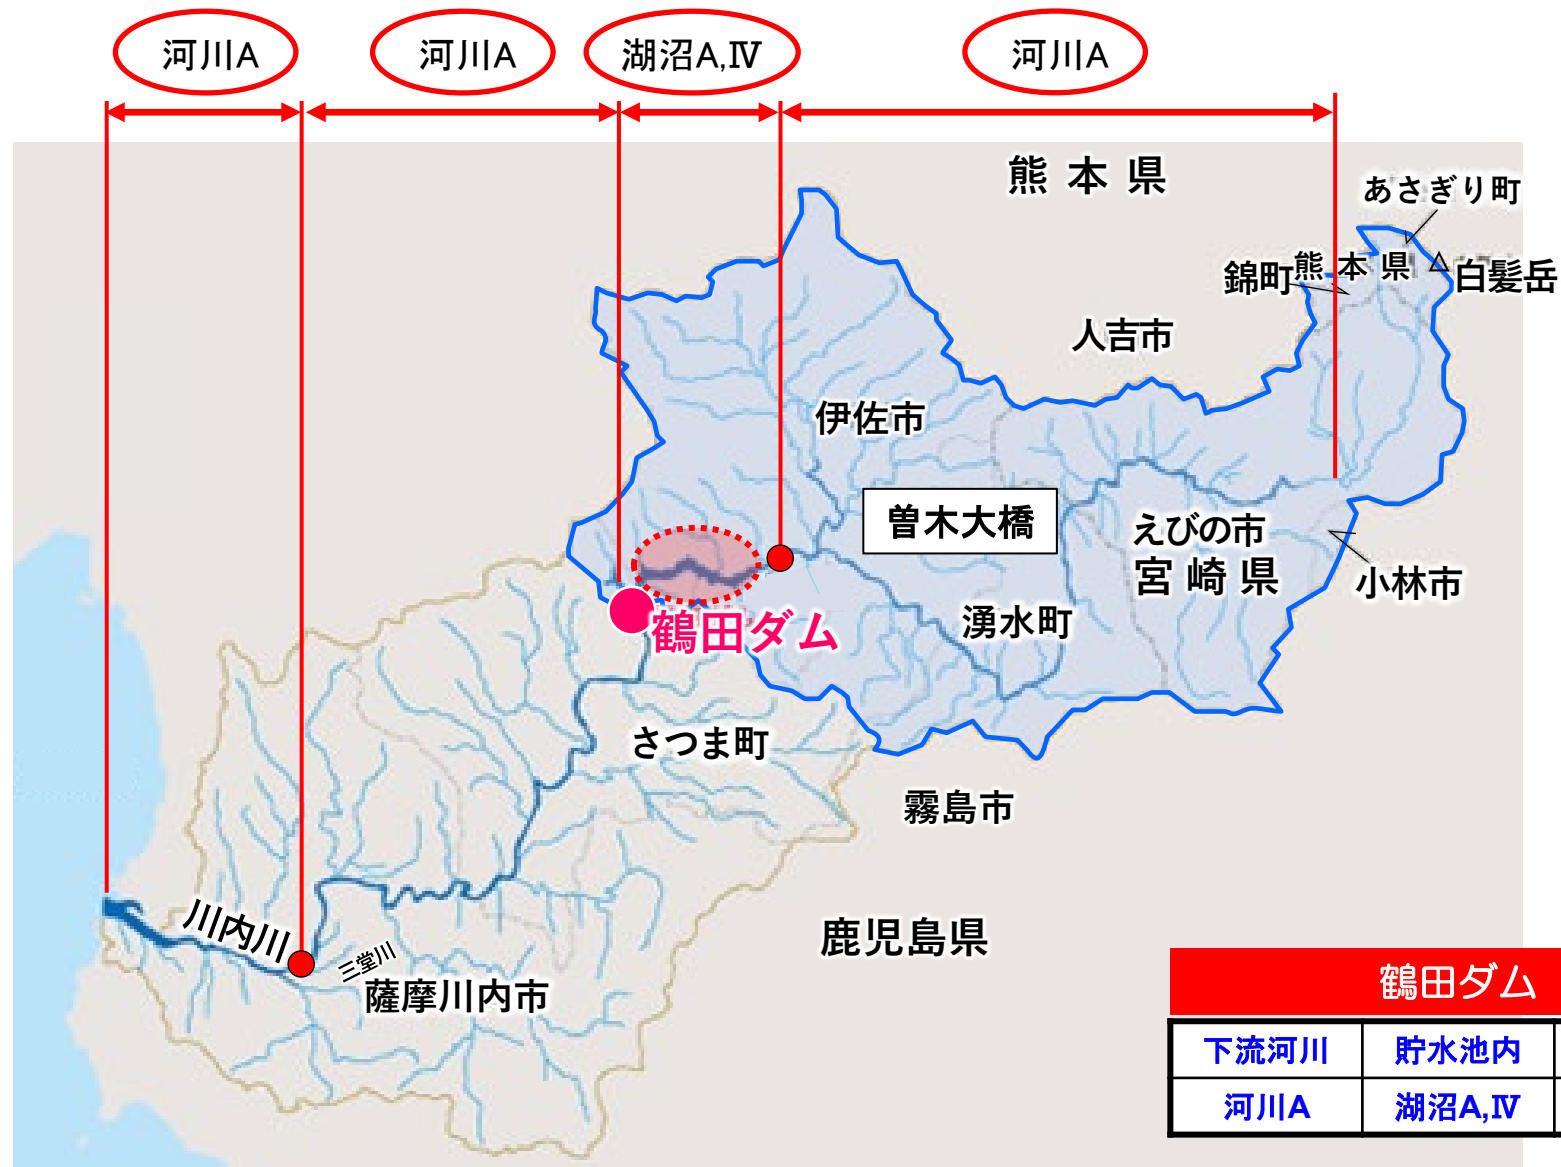 河川A
河川A
湖沼A,Ⅳ
河川A
熊本県
あさぎり町
熊本県
錦町
白髪岳
人吉市
伊佐市
曽木大橋
えびの市
宮崎県
小林市
湧水町
鶴田ダム
さつま町
霧島市
川内川
三堂川
薩摩川内市
鹿児島県
鶴田ダム
下流河川 貯水池内
河川A 湖沼A,Ⅳ